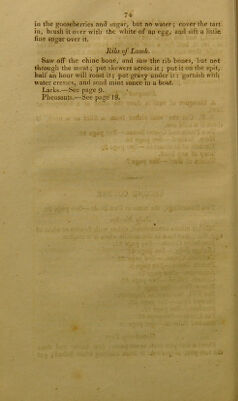 74
in the gooseberries and sugar, but no water; cover the tart
in, brush it over with the white of an egg, and sift a little
fine sugar over it.
Ribs of Lamb.
Saw off the chine bone, and saw the rib bones, but not
through the meat; put skewers across it; put it on the spit,
half an hour will roast it; put gravy under it; garnish with
water cresses, and send mint sauce in a boat.
Larks.—See page 9.
Pheasants.—See page 18.